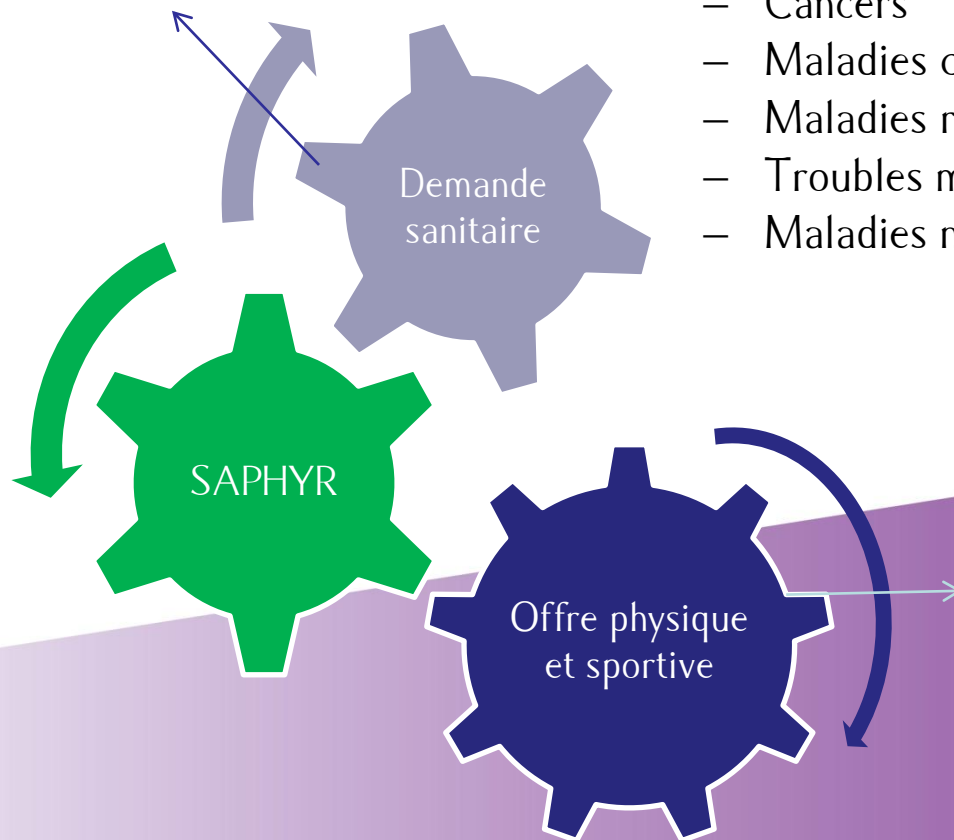 – Cancers
– Maladies
– Maladies
– Troubles
– Maladies
Demande
sanitaire
SAPHYR
Offre physique
et sportive